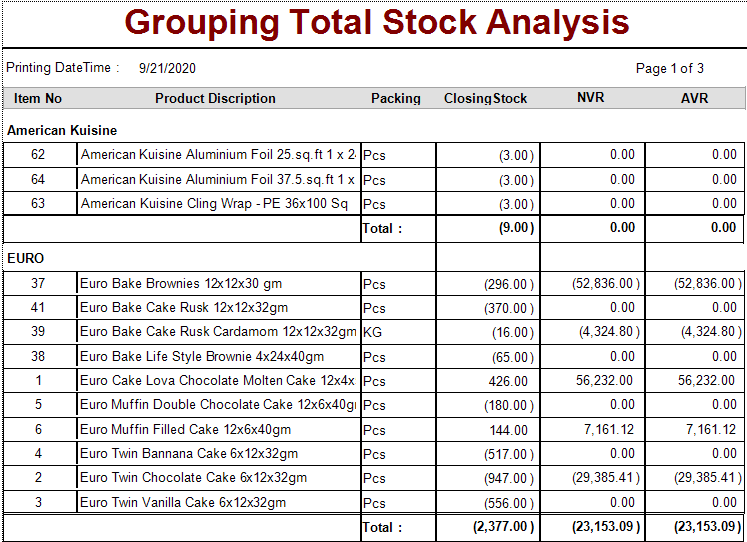 Grouping Total Stock Analysis
Printing DateTime : 9/21/2020 Page 1 of 3
Item No Product Discription Packing ClosingStock NVR AVR
American Kuisine
62 American Kuisine Aluminium Foil 25.sq.ft 1 x 24 Pcs (3.00) 0.00 0.00
64 American Kuisine Aluminium Foil 37.5.sq.ft 1 x Pcs (3.00) 0.00 0.00
63 American Kuisine Cling Wrap - PE 36x100 Sq Pcs (3.00) 0.00 0.00
Total : (9.00) 0.00 0.00
EURO
37 Euro Bake Brownies 12x12x30 gm Pcs (296.00) (52,836.00) (52,836.00)
41 Euro Bake Cake Rusk 12x12x32gm Pcs (370.00) 0.00 0.00
39 Euro Bake Cake Rusk Cardamom 12x12x32gm KG (16.00) (4,324.80) (4,324.80)
38 Euro Bake Life Style Brownie 4x24x40gm Pcs (65.00) 0.00 0.00
1 Euro Cake Lova Chocolate Molten Cake 12x4x Pcs 426.00 56,232.00 56,232.00
5 Euro Muffin Double Chocolate Cake 12x6x40g Pcs (180.00) 0.00 0.00
6 Euro Muffin Filled Cake 12x6x40gm Pcs 144.00 7,161.12 7,161.12
4 Euro Twin Bannana Cake 6x12x32gm Pcs (517.00) 0.00 0.00
2 Euro Twin Chocolate Cake 6x12x32gm Pcs (947.00) (29,385.41) (29,385.41)
3 Euro Twin Vanilla Cake 6x12x32gm Pcs (556.00) 0.00 0.00
Total : (2,377.00) (23,153.09) (23,153.09)